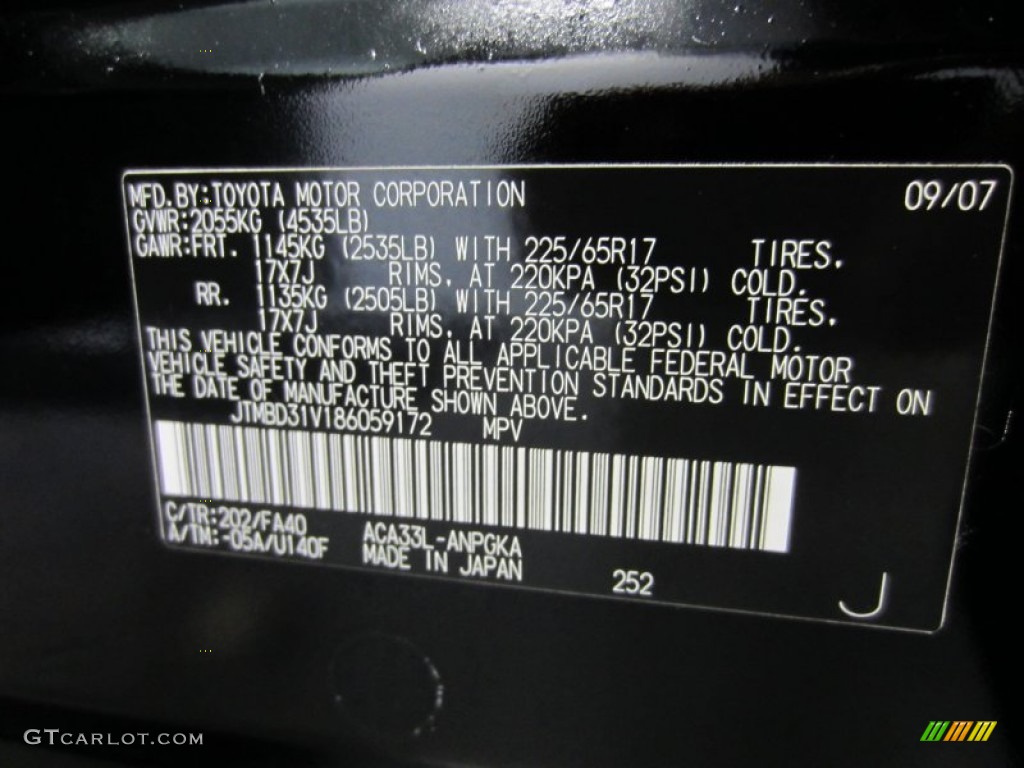 MFD.BY:TOYOTA MOTOR CORPORATION 09/07
GVWR:2055KG (4535LB)
GAWR:FRT. 1145KG (2535LB) WITH 225/65R17 TIRES.
17X7J RIMS, AT 220KPA (32PSI) COLD.
RR. 1135KG (2505LB) WITH 225/65R17 TIRES,
17X7J RIMS, AT 220KPA (32PSI) COLD.
THIS VEHICLE CONFORMS TO ALL APPLICABLE FEDERAL MOTOR
VEHICLE SAFETY AND THEFT PREVENTION STANDARDS IN EFFECT ON
THE DATE OF MANUFACTURE SHOWN ABOVE.
JTMBD31V186059172 MPV
C/TR:202/FA40 ACA33L-ANPGKA
A/TM:-05A/U140F MADE IN JAPAN
252 J
GTCARLOT.COM